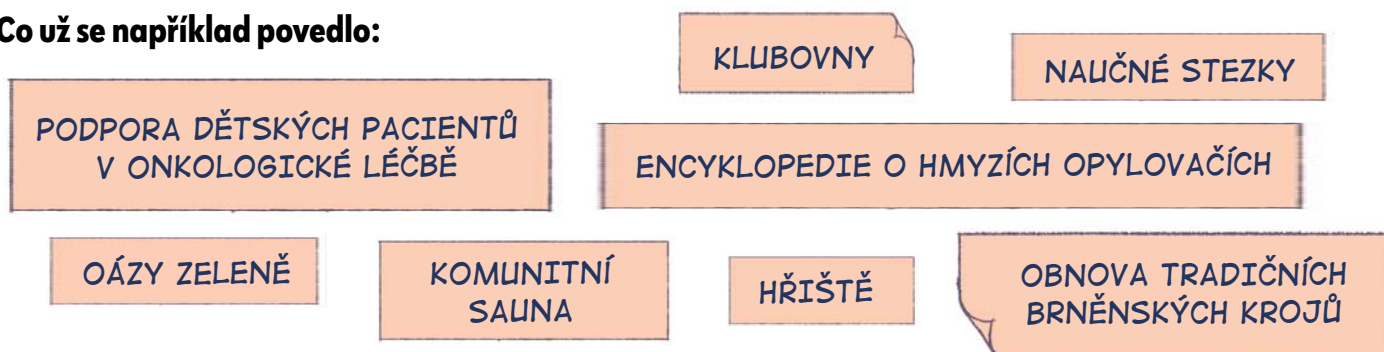 Co už se například povedlo:
KLUBOVNY
NAUČNÉ STEZKY
PODPORA DĚTSKÝCH PACIENTŮ
V ONKOLOGICKÉ LÉČBĚ
ENCYKLOPEDIE O HMYZÍCH OPYLOVAČÍCH
OÁZY ZELENĚ
KOMUNITNÍ
SAUNA
HŘIŠTĚ
OBNOVA TRADIČNÍCH
BRNĚNSKÝCH KROJŮ